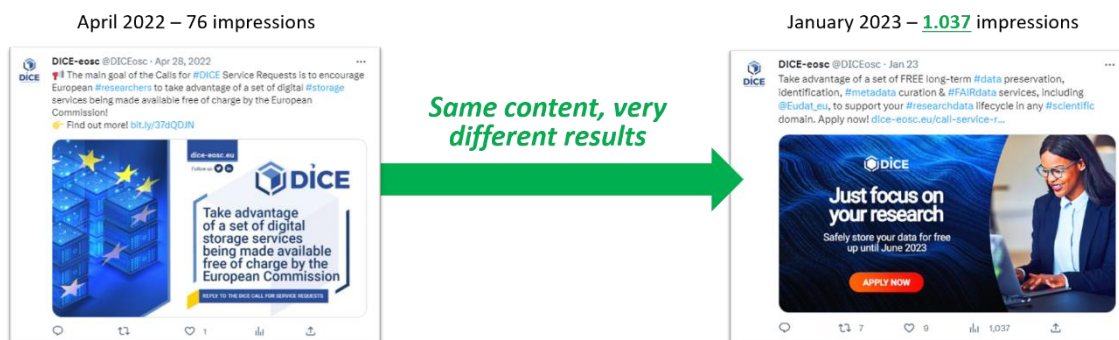 April 2022 – 76 impressions
DICE-eosc @DICEosc · Apr 28, 2022
The main goal of the Calls for #DICE Service Requests is to encourage
European #researchers to take advantage of a set of digital #storage
services being made available free of charge by the European
Commission!
Find out more! bit.ly/37dQDJN
dice-eosc.eu
Follow us
DICE
Take advantage
of a set of digital
storage services
being made available
free of charge by the
European Commission
REPLY TO THE DICE CALL FOR SERVICE REQUESTS
1
Same content, very
different results
January 2023 – 1.037 impressions
DICE-eosc @DICEosc · Jan 23
Take advantage of a set of FREE long-term #data preservation,
identification, #metadata curation & #FAIRdata services, including
@Eudat_eu, to support your #researchdata lifecycle in any #scientific
domain. Apply now! dice-eosc.eu/call-service-r...
DICE
Just focus on
your research
Safely store your data for free
up until June 2023
APPLY NOW
7 9 1,037
DICE
DICE